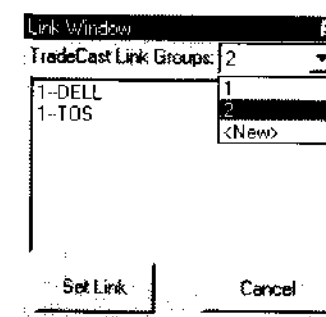 Link Window
TradeCast Link Groups: 2
1--DELL
1--TOS
1
2
<New>
Set Link
Cancel